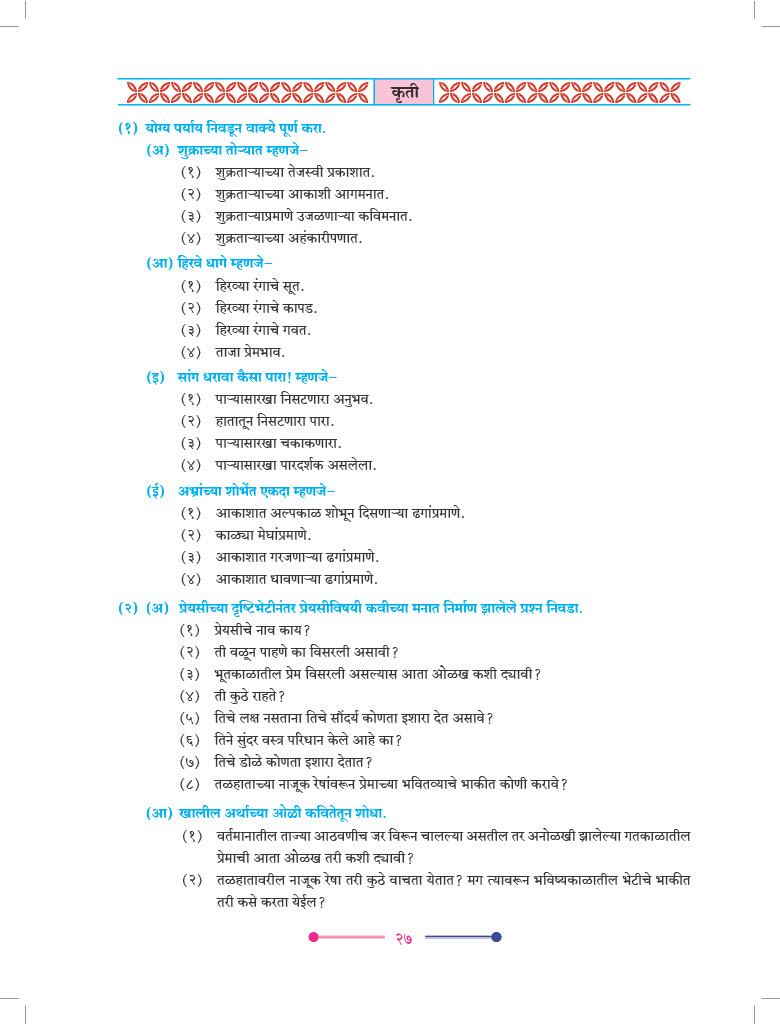 कृती
(१) योग्य पर्याय निवडून वाक्ये पूर्ण करा.
(अ) शुक्राच्या तोऱ्यात म्हणजे–
(१) शुक्रताऱ्याच्या तेजस्वी प्रकाशात.
(२) शुक्रताऱ्याच्या आकाशी आगमनात.
(३) शुक्रताऱ्याप्रमाणे उजळणाऱ्या कविमनात.
(४) शुक्रताऱ्याच्या अहंकारीपणात.
(आ) हिरवे धागे म्हणजे–
(१) हिरव्या रंगाचे सूत.
(२) हिरव्या रंगाचे कापड.
(३) हिरव्या रंगाचे गवत.
(४) ताजा प्रेमभाव.
(इ) सांग धरावा कैसा पारा! म्हणजे–
(१) पाऱ्यासारखा निसटणारा अनुभव.
(२) हातातून निसटणारा पारा.
(३) पाऱ्यासारखा चकाकणारा.
(४) पाऱ्यासारखा पारदर्शक असलेला.
(ई) अभ्रांच्या शोभेंत एकदा म्हणजे–
(१) आकाशात अल्पकाळ शोभून दिसणाऱ्या ढगांप्रमाणे.
(२) काळ्या मेघांप्रमाणे.
(३) आकाशात गरजणाऱ्या ढगांप्रमाणे.
(४) आकाशात धावणाऱ्या ढगांप्रमाणे.
(२) (अ) प्रेयसीच्या दृष्टिभेटीनंतर प्रेयसीविषयी कवीच्या मनात निर्माण झालेले प्रश्न निवडा.
(१) प्रेयसीचे नाव काय?
(२) ती वळून पाहणे का विसरली असावी?
(३) भूतकाळातील प्रेम विसरली असल्यास आता ओळख कशी द्यावी?
(४) ती कुठे राहते?
(५) तिचे लक्ष नसताना तिचे सौंदर्य कोणता इशारा देत असावे?
(६) तिने सुंदर वस्त्र परिधान केले आहे का?
(७) तिचे डोळे कोणता इशारा देतात?
(८) तळहाताच्या नाजूक रेषांवरून प्रेमाच्या भवितव्याचे भाकीत कोणी करावे?
(आ) खालील अर्थाच्या ओळी कवितेतून शोधा.
(१) वर्तमानातील ताज्या आठवणीच जर विरून चालल्या असतील तर अनोळखी झालेल्या गतकाळातील
प्रेमाची आता ओळख तरी कशी द्यावी?
(२) तळहातावरील नाजूक रेषा तरी कुठे वाचता येतात? मग त्यावरून भविष्यकाळातील भेटीचे भाकीत
तरी कसे करता येईल?
२७